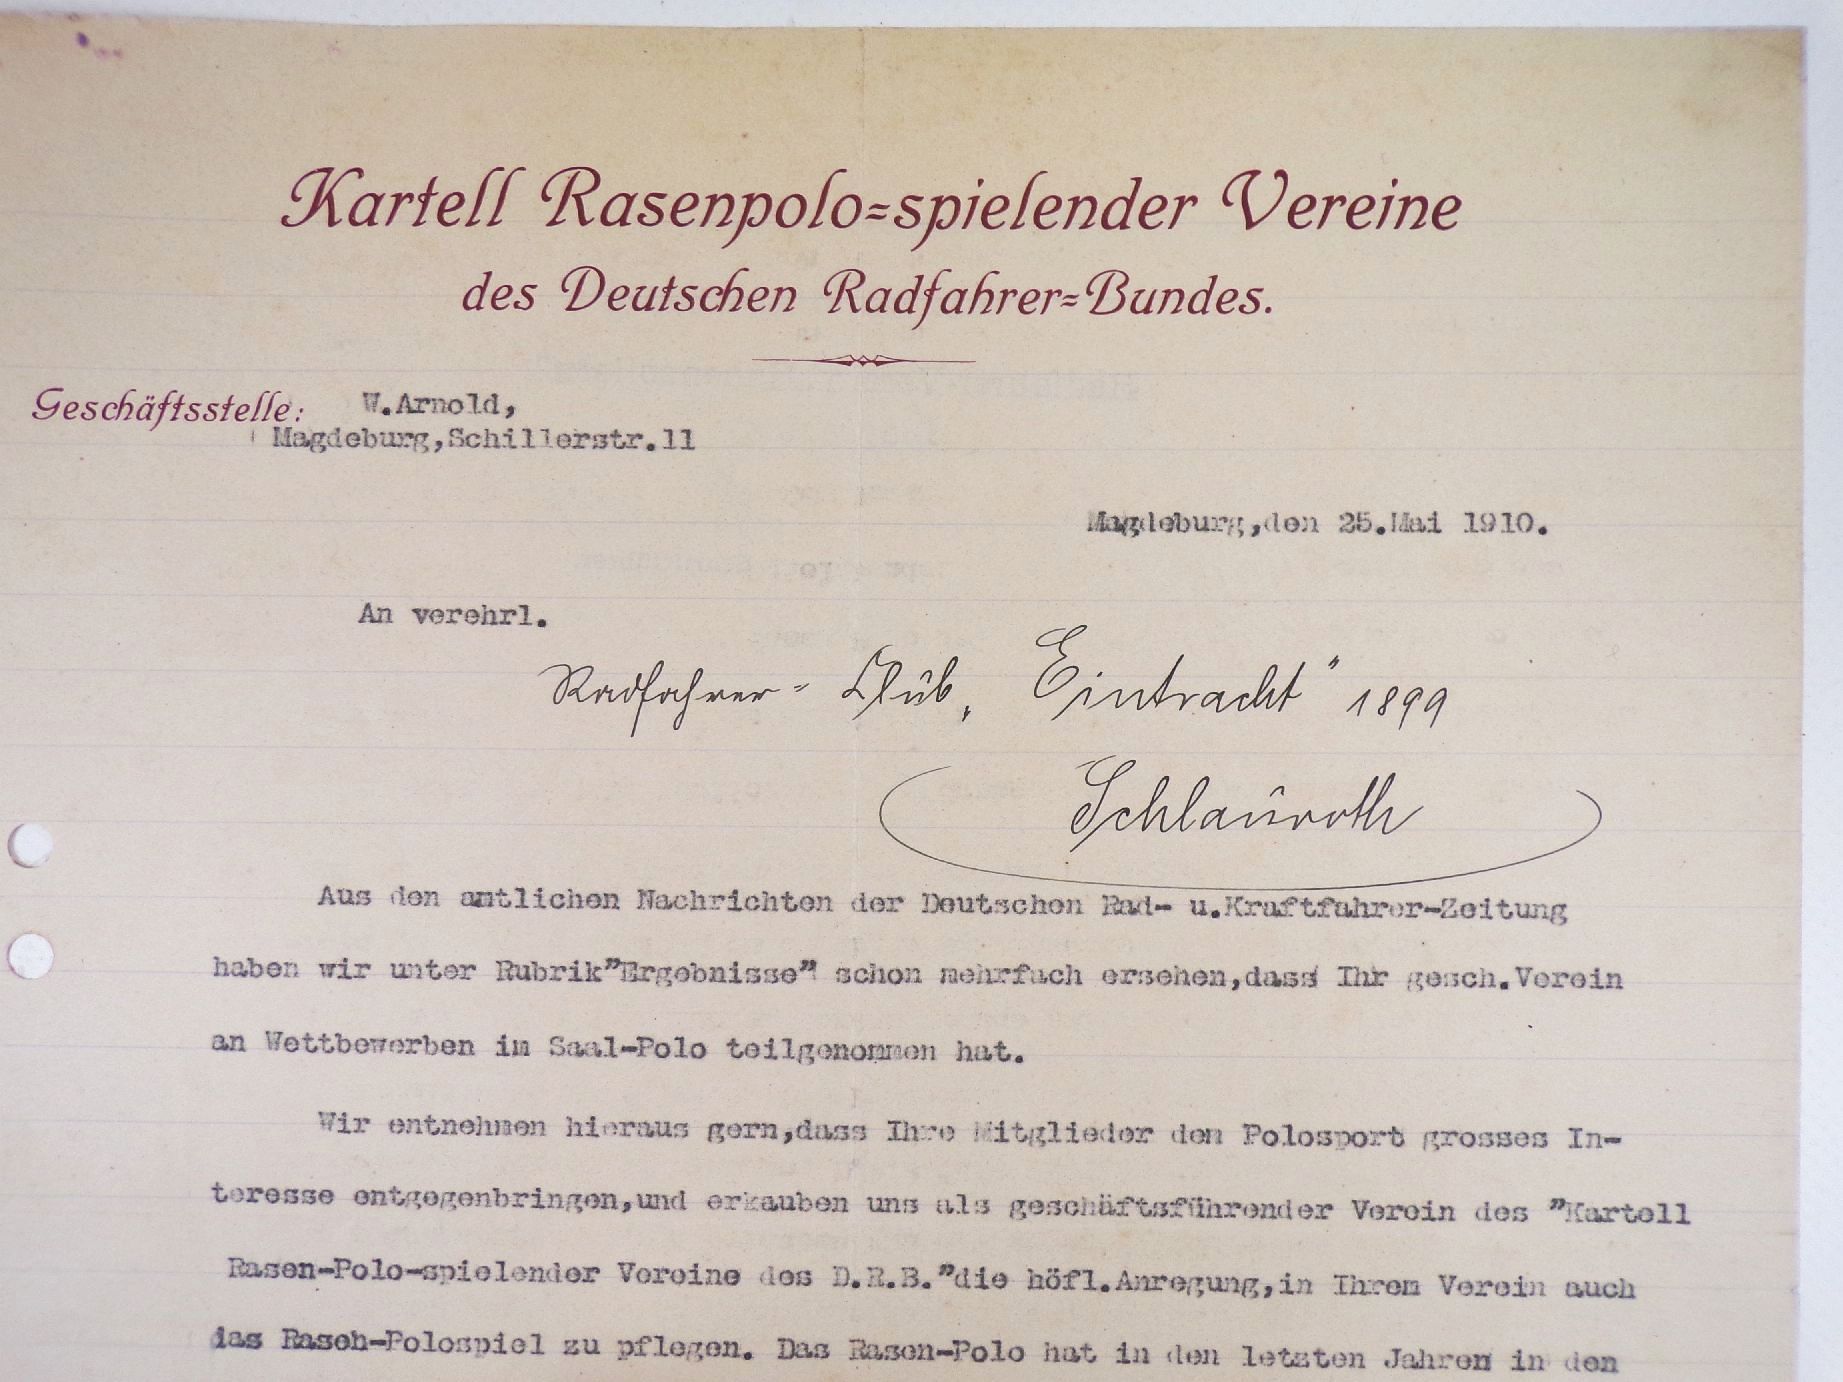 Kartell Rasenpolo=spielender Vereine
des Deutschen Radfahrer=Bundes.
Geschäftsstelle: W.Arnold,
Magdeburg,Schillerstr.11
Magdeburg,den 25.Mai 1910.
An verehrl.
Radfahrer- Club „Eintracht" 1899
Schlauroth
Aus den amtlichen Nachrichten der Deutschen Rad- u.Kraftfahrer-Zeitung
haben wir unter Rubrik"Ergebnisse" schon mehrfach ersehen,dass Ihr gesch.Verein
an Wettbewerben im Saal-Polo teilgenommen hat.
Wir entnehmen hieraus gern,dass Ihre Mitglieder dem Polosport grosses In-
teresse entgegenbringen,und erkauben uns als geschäftsführender Verein des "Kartell
Rasen-Polo-spielender Vereine des D.R.B."die höfl.Anregung,in Ihrem Verein auch
das Rasen-Polospiel zu pflegen. Das Rasen-Polo hat in den letzten Jahren in den